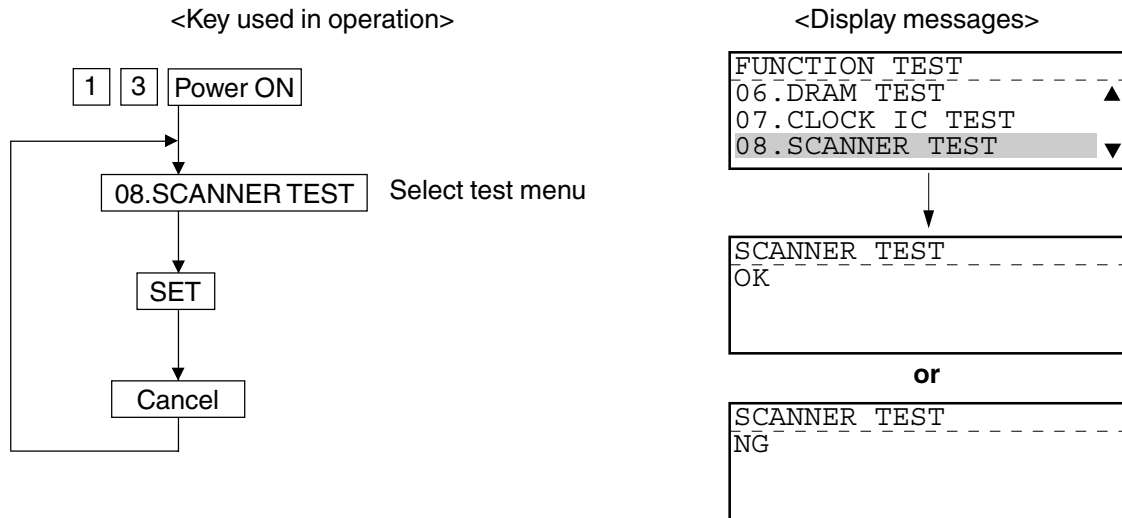 <Key used in operation>
1 3 Power ON
08.SCANNER TEST Select test menu
SET
Cancel
<Display messages>
FUNCTION TEST
06.DRAM TEST ▲
07.CLOCK IC TEST
08.SCANNER TEST ▼
SCANNER TEST
OK
or
SCANNER TEST
NG